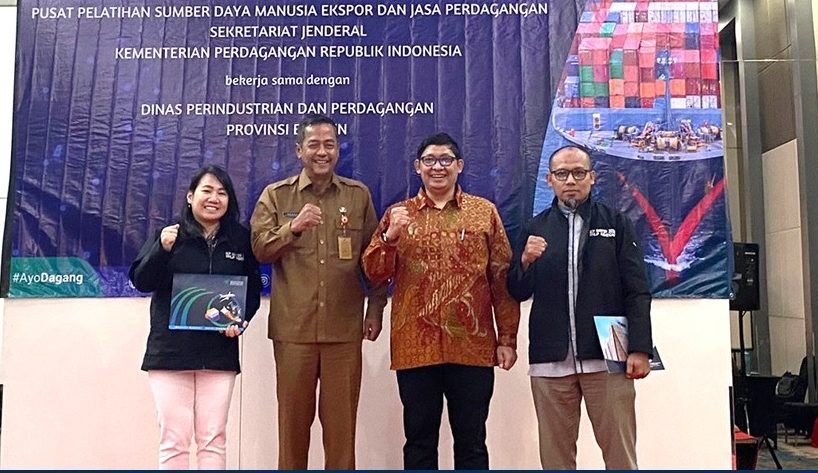 PUSAT PELATIHAN SUMBER DAYA MANUSIA EKSPOR DAN JASA PERDAGANGAN
SEKRETARIAT JENDERAL
KEMENTERIAN PERDAGANGAN REPUBLIK INDONESIA
bekerja sama dengan
DINAS PERINDUSTRIAN DAN PERDAGANGAN
PROVINSI
#AyoDagang